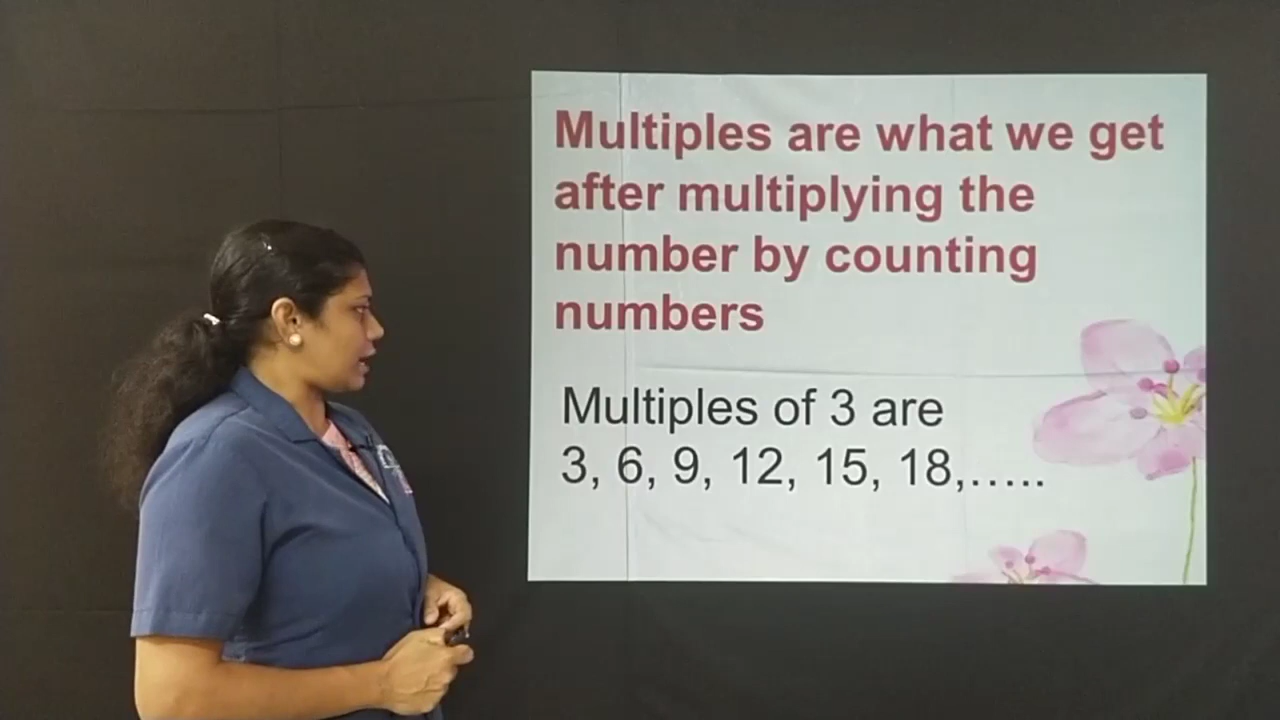 Multiples are what we get
after multiplying the
number by counting
numbers
Multiples of 3 are
3, 6, 9, 12, 15, 18,.....